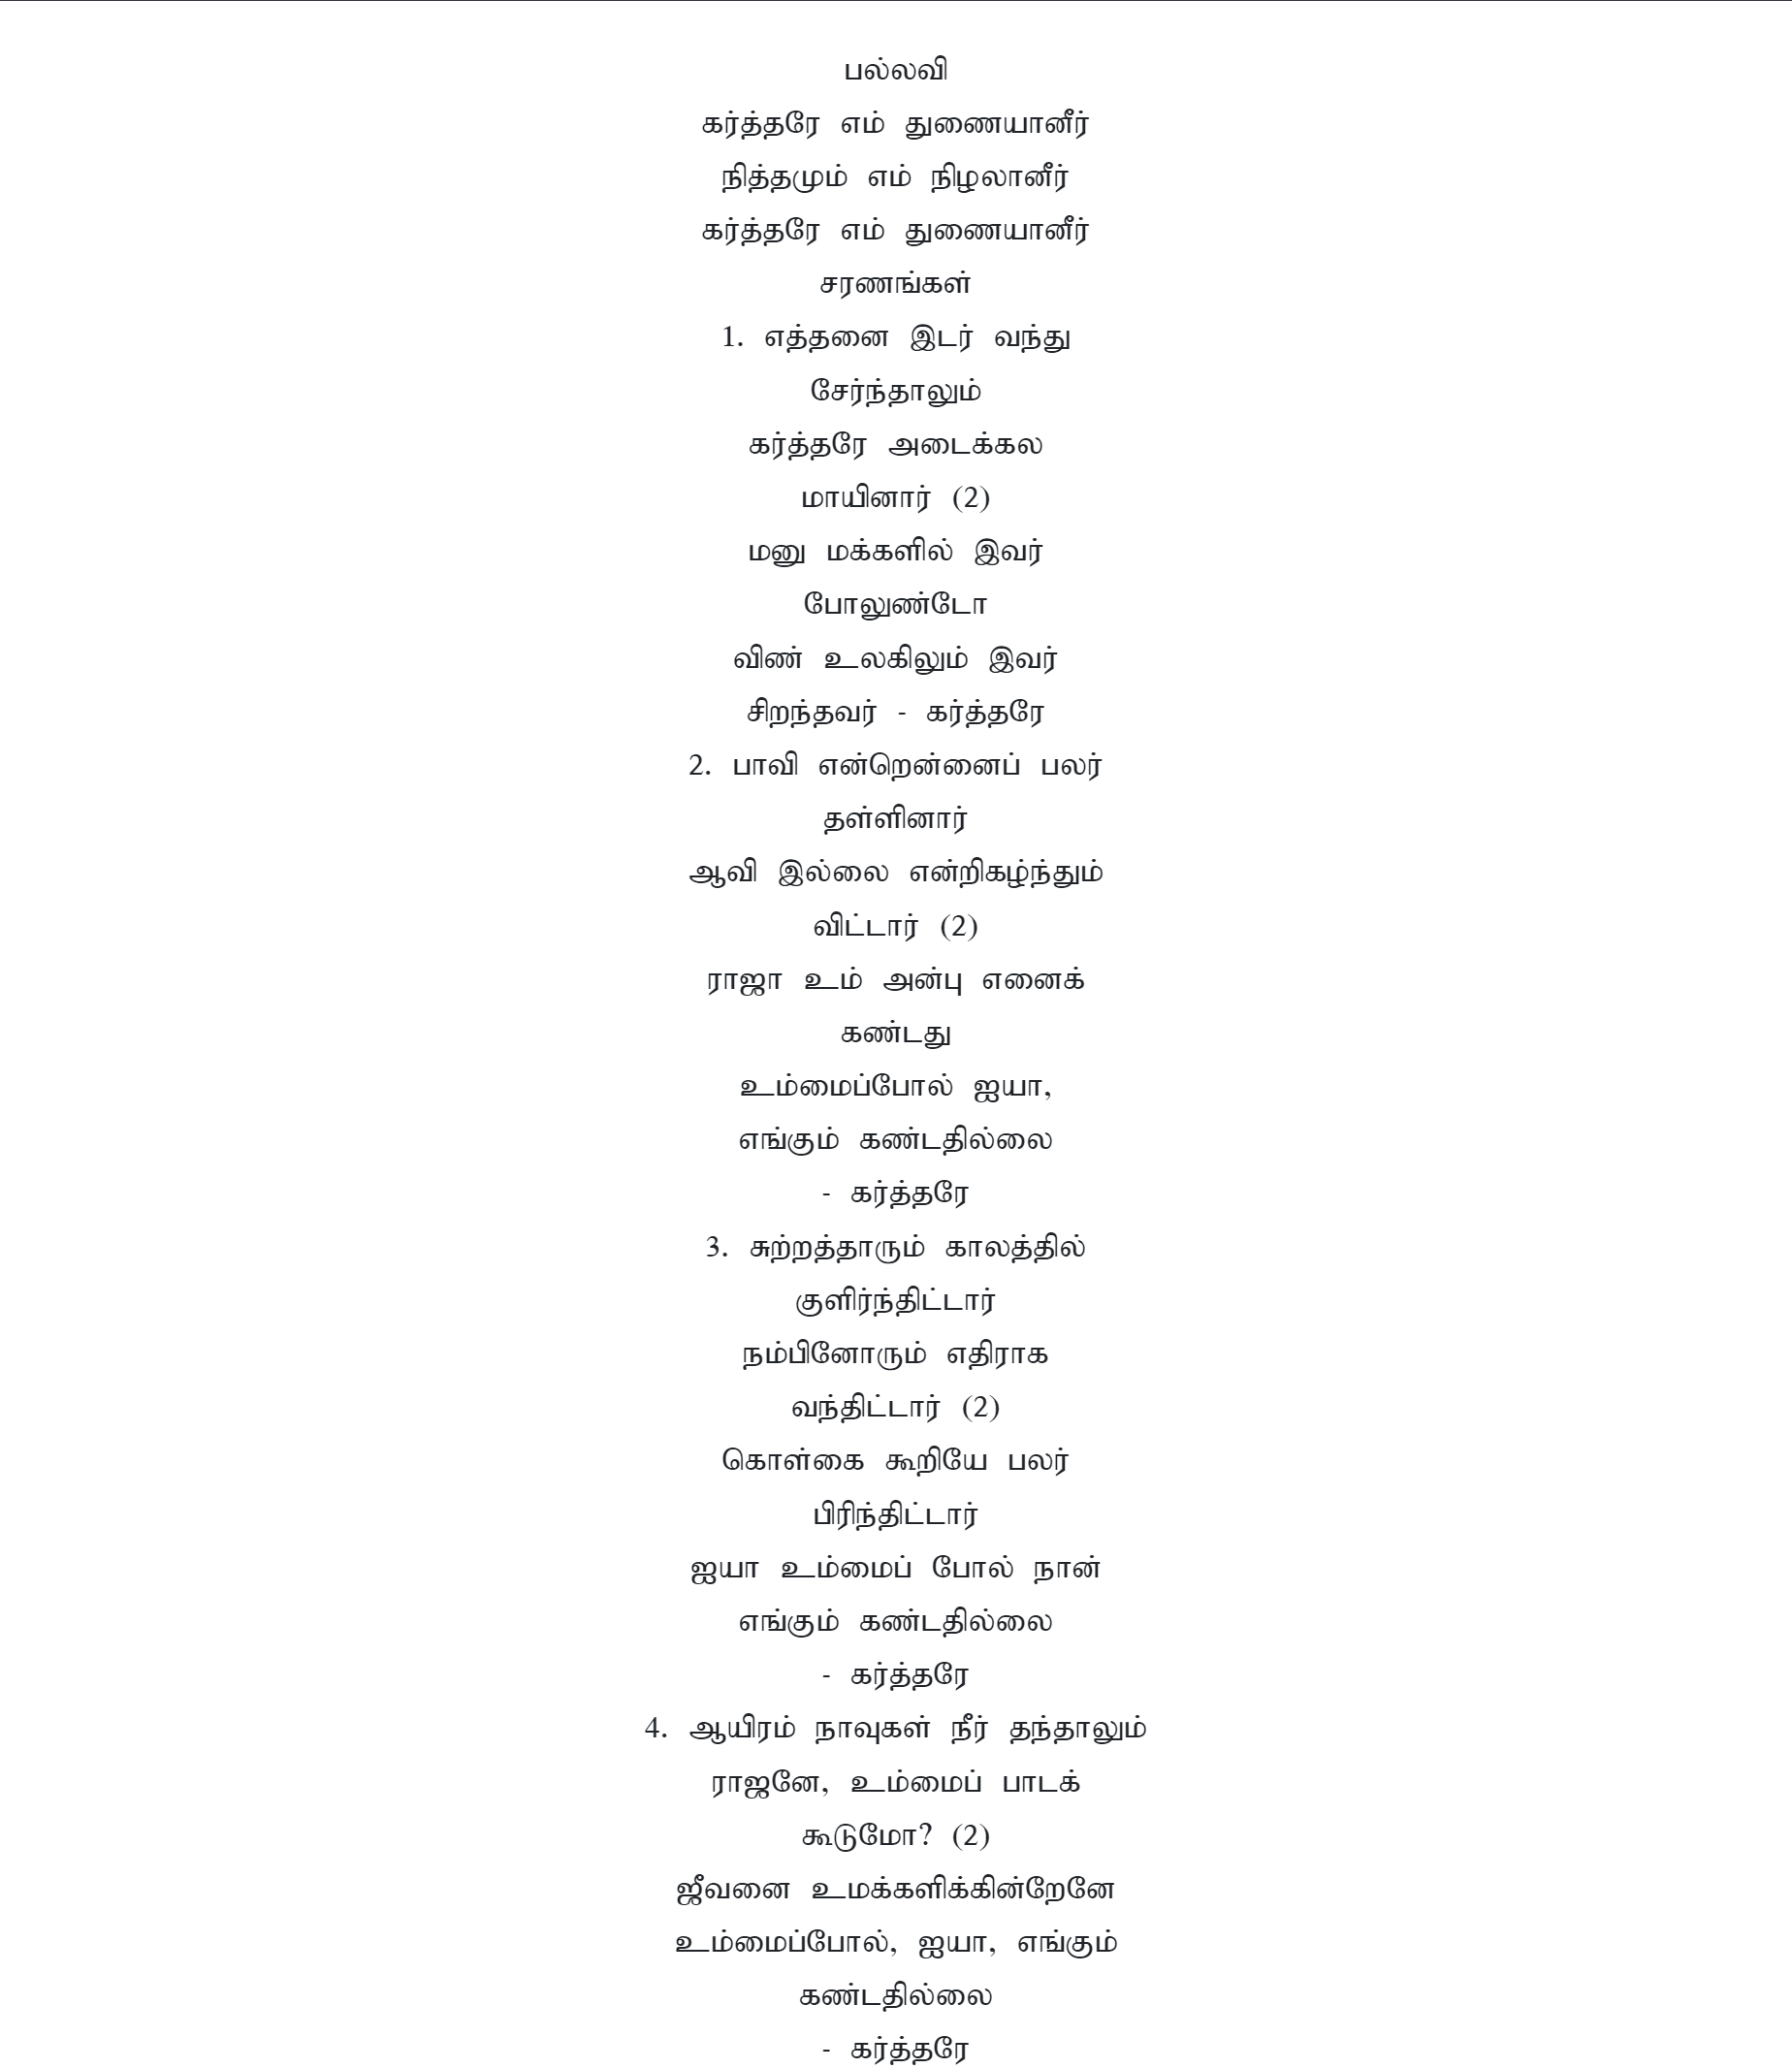 பல்லவி
கர்த்தரே எம் துணையானீர்
நித்தமும் எம் நிழலானீர்
கர்த்தரே எம் துணையானீர்
சரணங்கள்
1. எத்தனை இடர் வந்து
சேர்ந்தாலும்
கர்த்தரே அடைக்கல
மாயினார் (2)
மனு மக்களில் இவர்
போலுண்டோ
விண் உலகிலும் இவர்
சிறந்தவர் - கர்த்தரே
2. பாவி என்றென்னைப் பலர்
தள்ளினார்
ஆவி இல்லை என்றிகழ்ந்தும்
விட்டார் (2)
ராஜா உம் அன்பு எனைக்
கண்டது
உம்மைப்போல் ஐயா,
எங்கும் கண்டதில்லை
- கர்த்தரே
3. சுற்றத்தாரும் காலத்தில்
குளிர்ந்திட்டார்
நம்பினோரும் எதிராக
வந்திட்டார் (2)
கொள்கை கூறியே பலர்
பிரிந்திட்டார்
ஐயா உம்மைப் போல் நான்
எங்கும் கண்டதில்லை
- கர்த்தரே
4. ஆயிரம் நாவுகள் நீர் தந்தாலும்
ராஜனே, உம்மைப் பாடக்
கூடுமோ? (2)
ஜீவனை உமக்களிக்கின்றேனே
உம்மைப்போல், ஐயா, எங்கும்
கண்டதில்லை
- கர்த்தரே